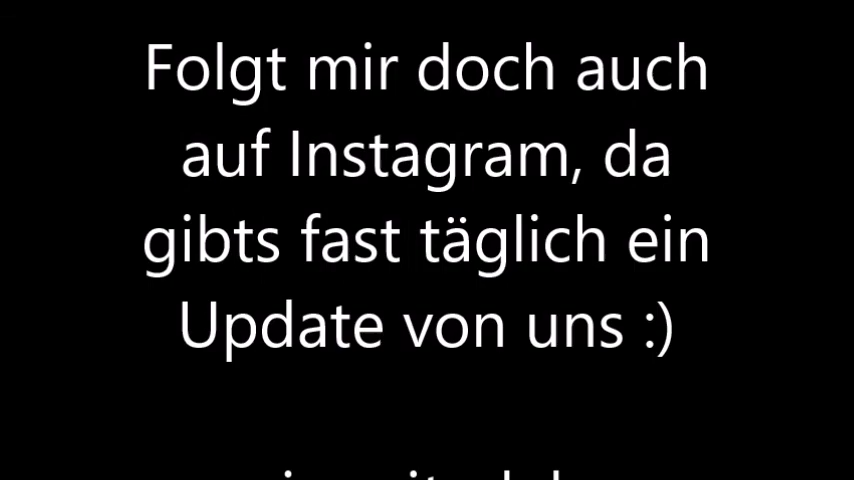 Folgt mir doch auch
auf Instagram, da
gibts fast täglich ein
Update von uns :)